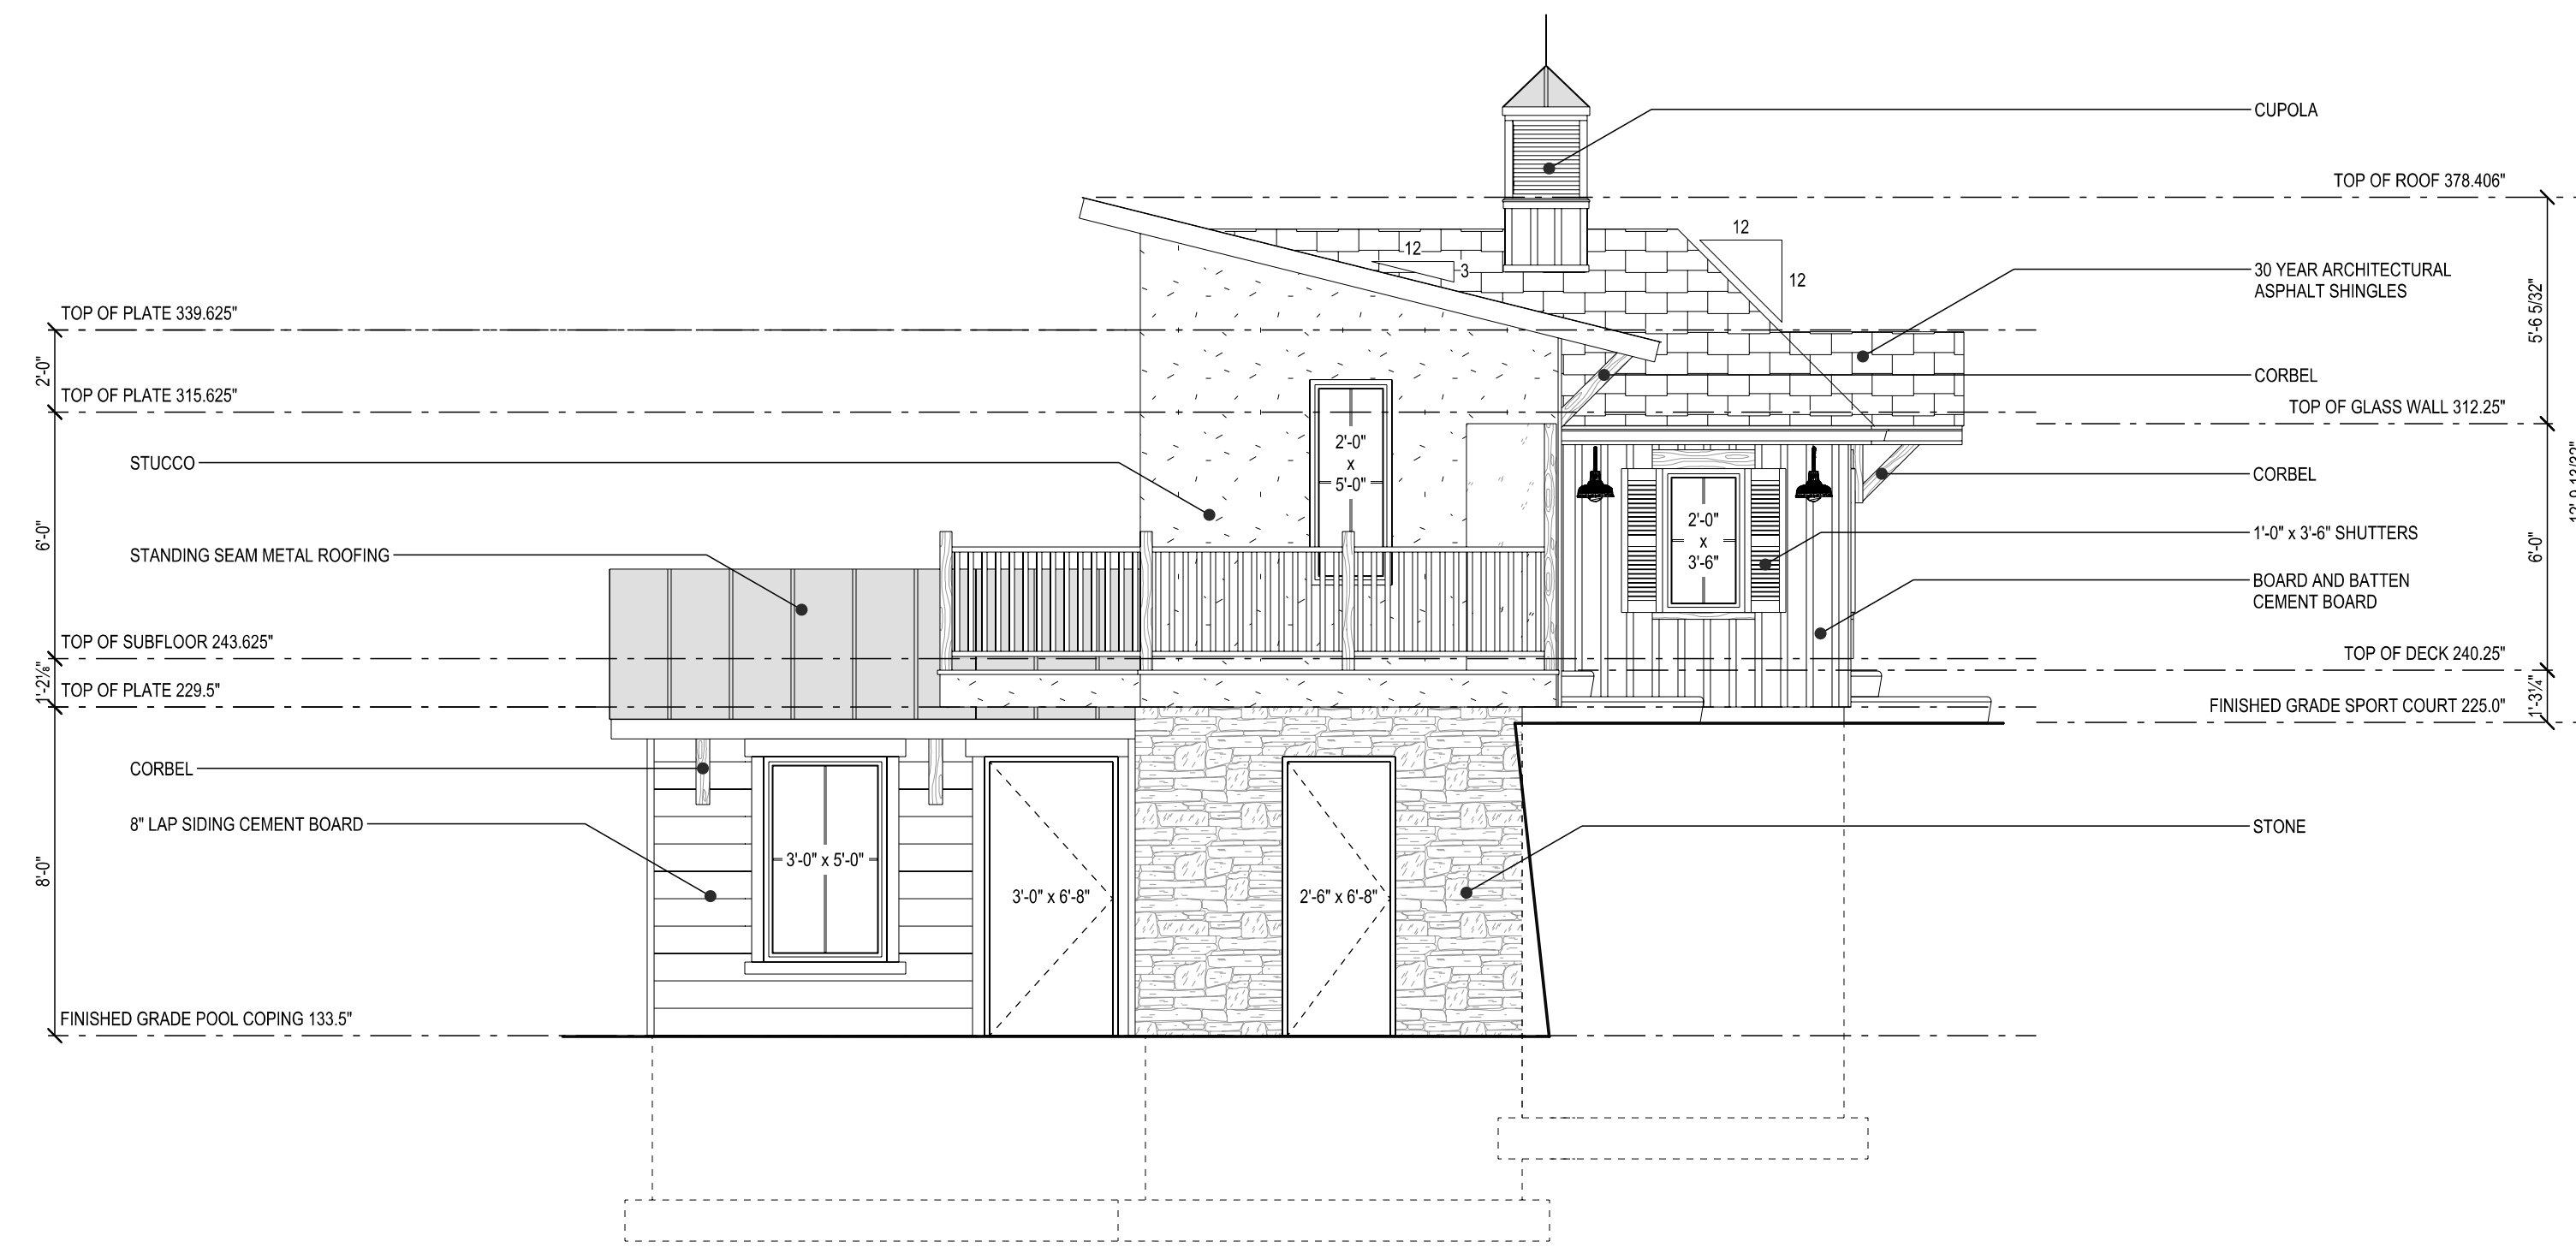 CUPOLA
TOP OF ROOF 378.406"
12
12
12
3
30 YEAR ARCHITECTURAL
ASPHALT SHINGLES
5'-6 5/32"
TOP OF PLATE 339.625"
2'-0"
CORBEL
TOP OF PLATE 315.625"
TOP OF GLASS WALL 312.25"
2'-0"
x
5'-0"
STUCCO
CORBEL
2'-0"
x
3'-6"
1'-0" x 3'-6" SHUTTERS
6'-0"
6'-0"
STANDING SEAM METAL ROOFING
BOARD AND BATTEN
CEMENT BOARD
TOP OF SUBFLOOR 243.625"
TOP OF DECK 240.25"
1'-2⅛"
TOP OF PLATE 229.5"
1'-3¼"
FINISHED GRADE SPORT COURT 225.0"
CORBEL
8" LAP SIDING CEMENT BOARD
STONE
3'-0" x 5'-0"
8'-0"
3'-0" x 6'-8"
2'-6" x 6'-8"
FINISHED GRADE POOL COPING 133.5"